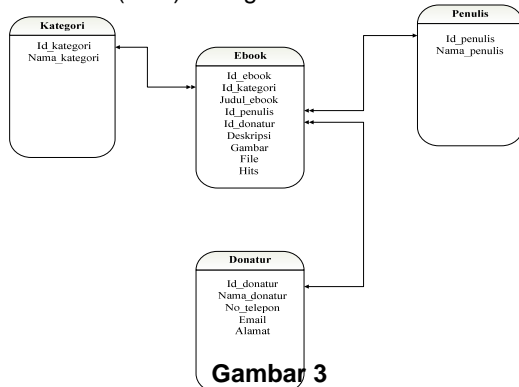 Kategori
Id_kategori
Nama_kategori
Ebook
Id_ebook
Id_kategori
Judul_ebook
Id_penulis
Id_donatur
Deskripsi
Gambar
File
Hits
Penulis
Id_penulis
Nama_penulis
Donatur
Id_donatur
Nama_donatur
No_telepon
Email
Alamat
Gambar 3